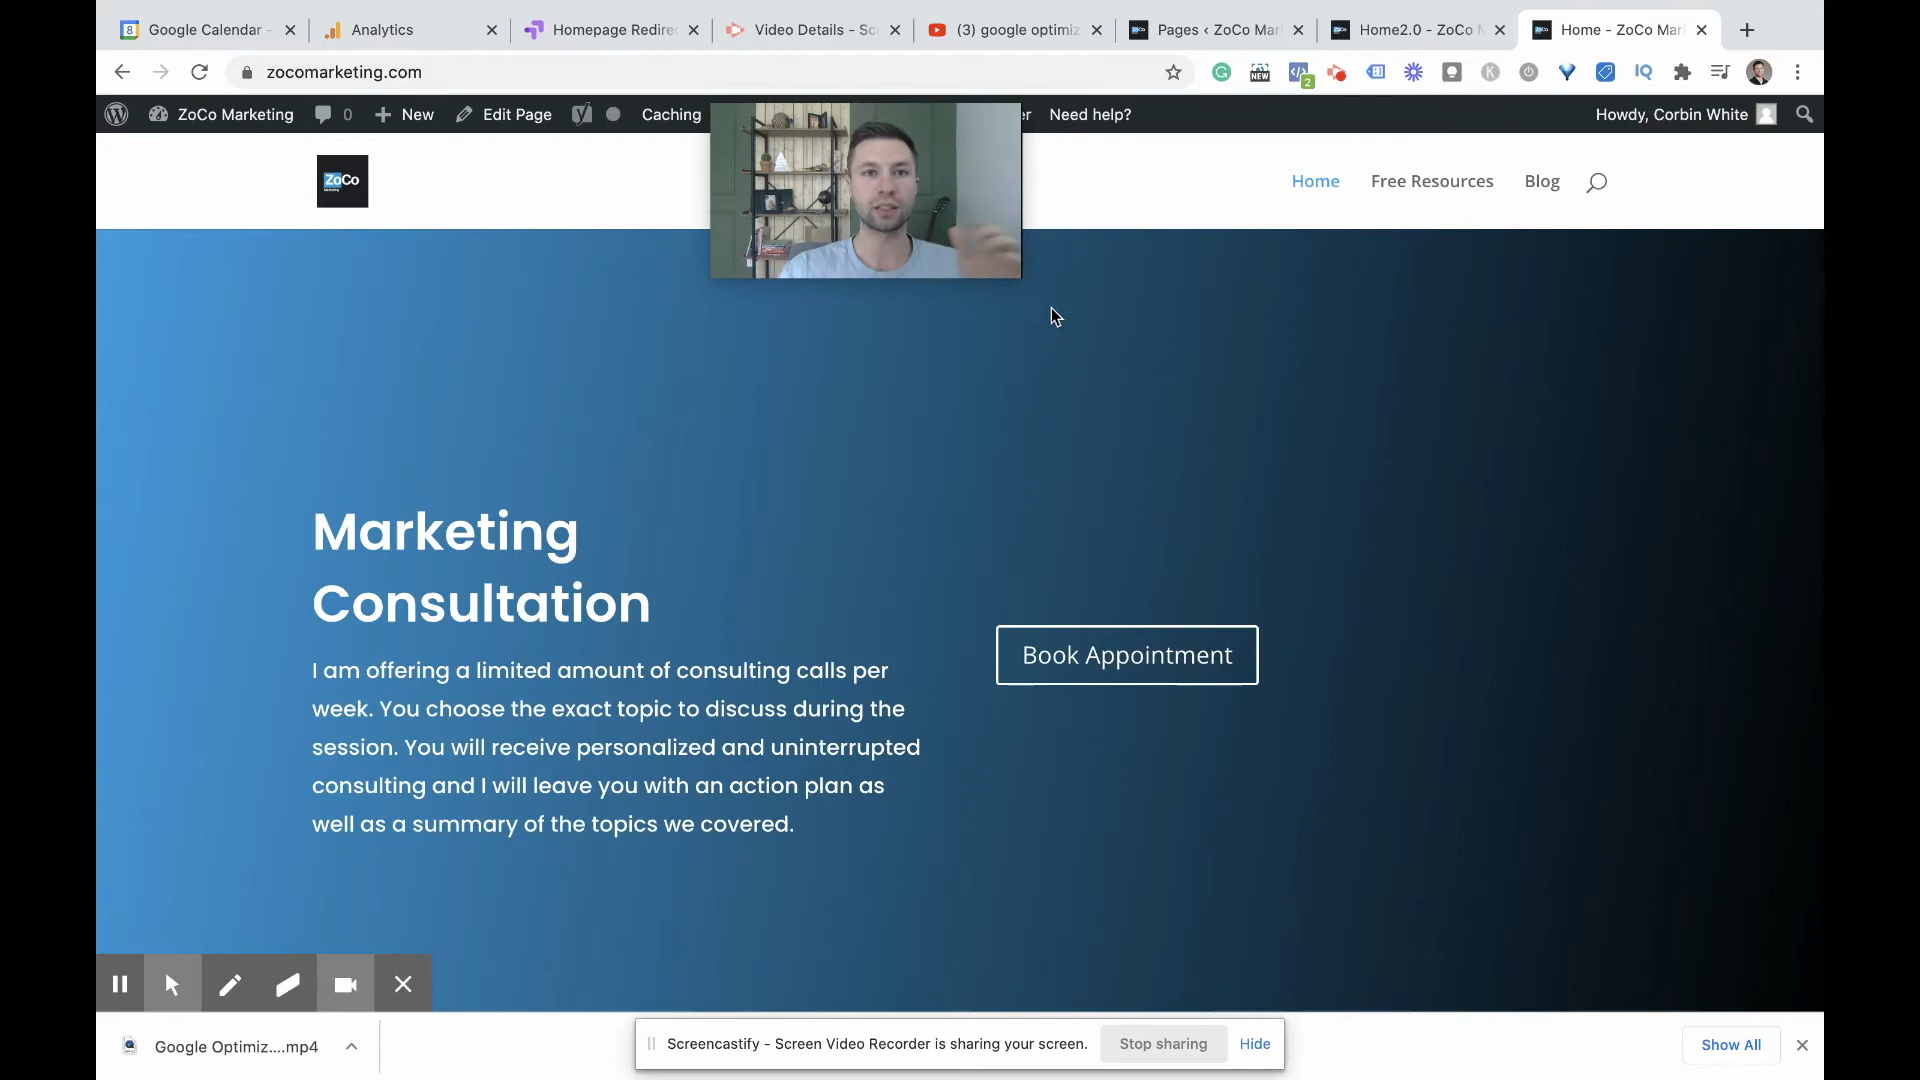 8 Google Calendar -
Analytics
Homepage Redire
Video Details - Sc
(3) google optimiz
Pages ‹ ZoCo Mar
Home2.0 - ZoCo M
Home - ZoCo Mar
zocomarketing.com
NEW
2
K
IQ
ZoCo Marketing
0
New
Edit Page
Caching
er
Need help?
Howdy, Corbin White
ZoCo
Home
Free Resources
Blog
Marketing
Consultation
I am offering a limited amount of consulting calls per
week. You choose the exact topic to discuss during the
session. You will receive personalized and uninterrupted
consulting and I will leave you with an action plan as
well as a summary of the topics we covered.
Book Appointment
Google Optimiz....mp4
Screencastify - Screen Video Recorder is sharing your screen.
Stop sharing
Hide
Show All